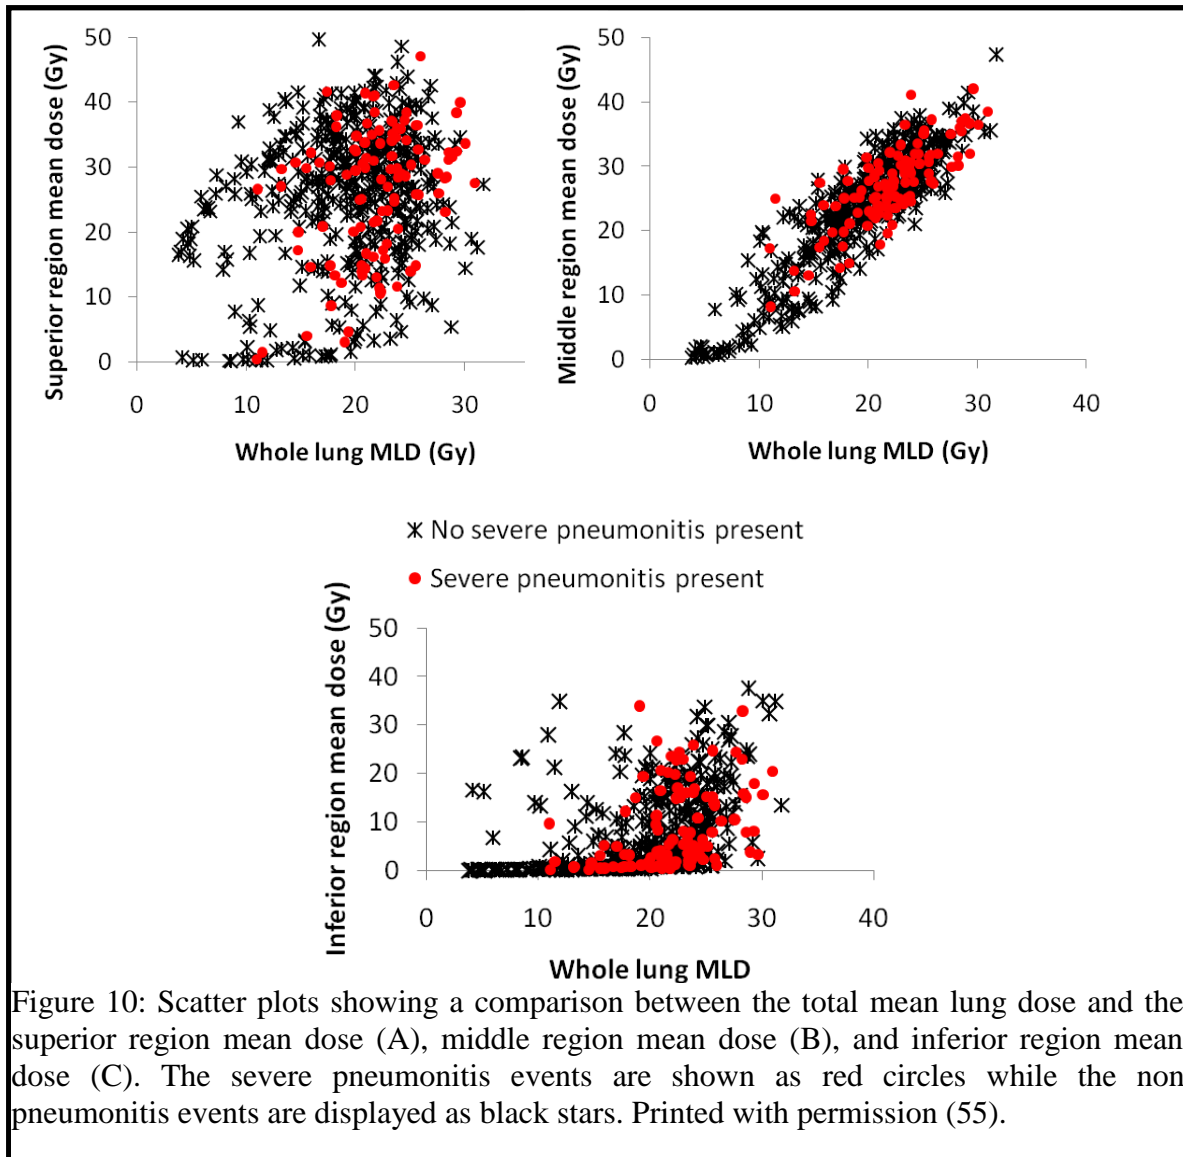 Superior region mean dose (Gy)
50
40
30
20
10
0
0 10 20 30
Whole lung MLD (Gy)
Middle region mean dose (Gy)
50
40
30
20
10
0
0 10 20 30 40
Whole lung MLD (Gy)
No severe pneumonitis present
Severe pneumonitis present
Inferior region mean dose (Gy)
50
40
30
20
10
0
0 10 20 30 40
Whole lung MLD
Figure 10: Scatter plots showing a comparison between the total mean lung dose and the
superior region mean dose (A), middle region mean dose (B), and inferior region mean
dose (C). The severe pneumonitis events are shown as red circles while the non
pneumonitis events are displayed as black stars. Printed with permission (55).